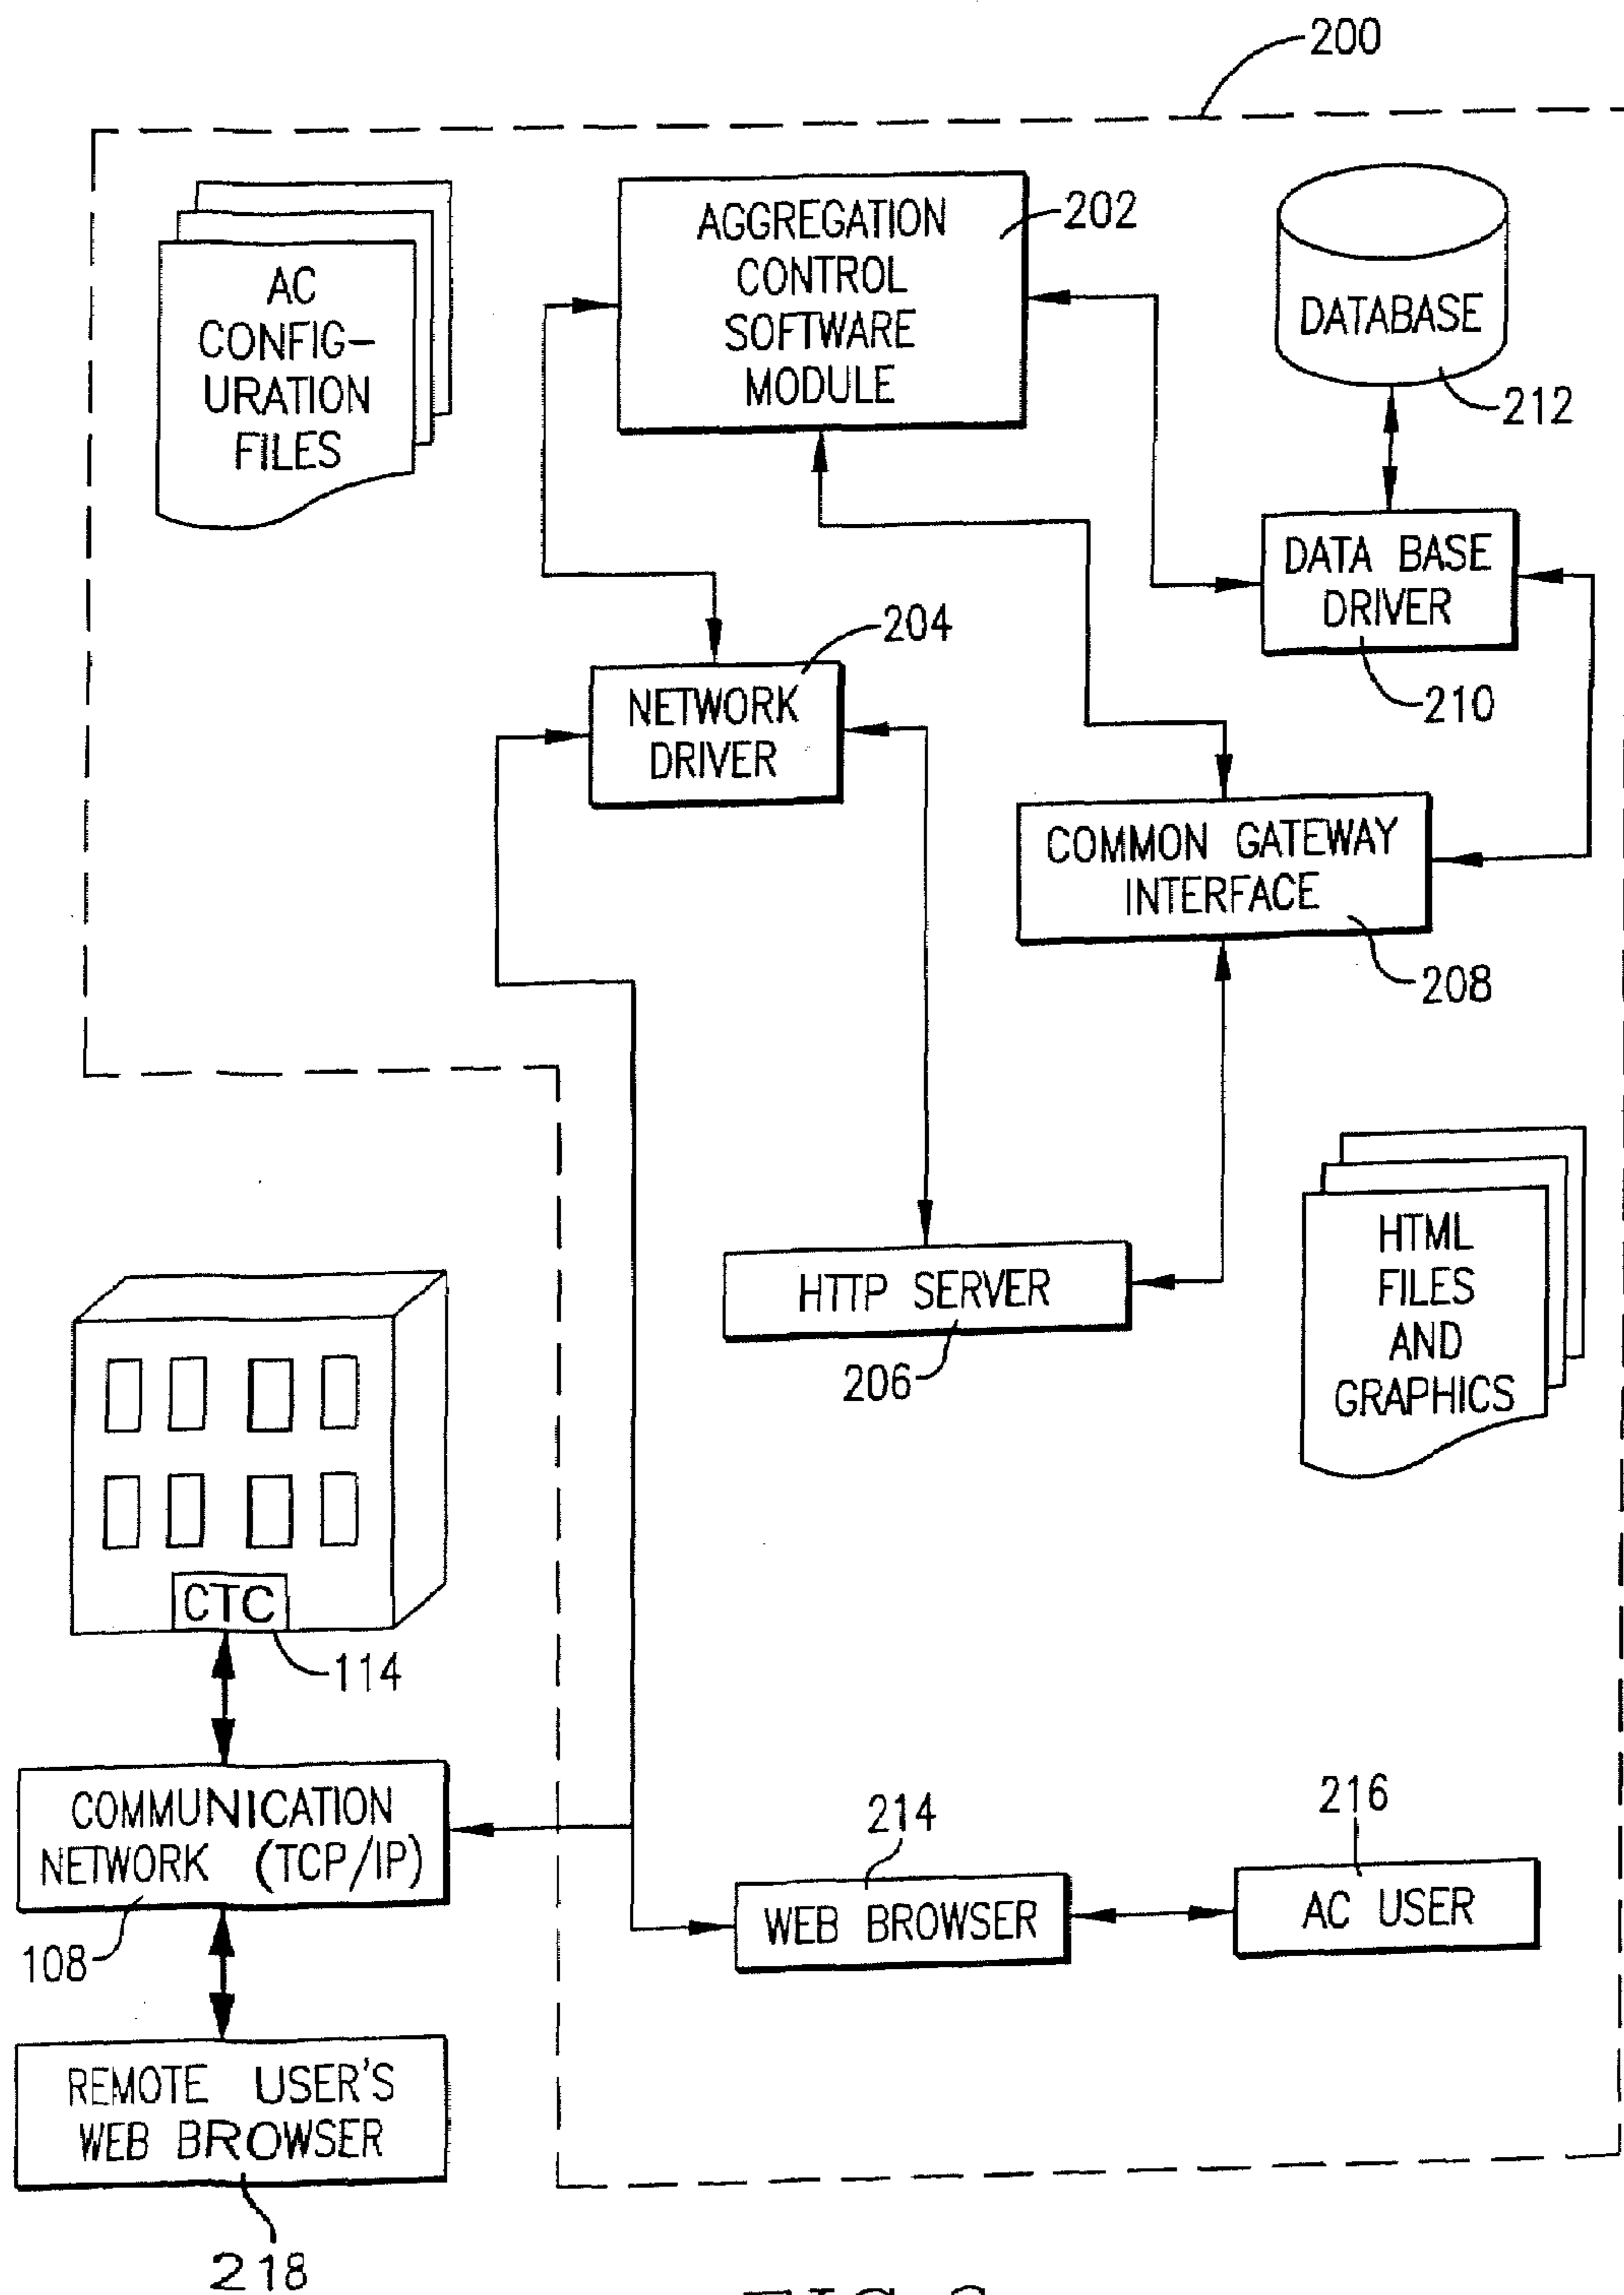 200
AGGREGATION
CONTROL
SOFTWARE
MODULE
202
AC
CONFIG-
URATION
FILES
DATABASE
212
DATA BASE
DRIVER
210
204
NETWORK
DRIVER
COMMON GATEWAY
INTERFACE
208
HTTP SERVER
206
HTML
FILES
AND
GRAPHICS
CTC
114
COMMUNICATION
NETWORK (TCP/IP)
108
214
WEB BROWSER
216
AC USER
REMOTE USER'S
WEB BROWSER
218